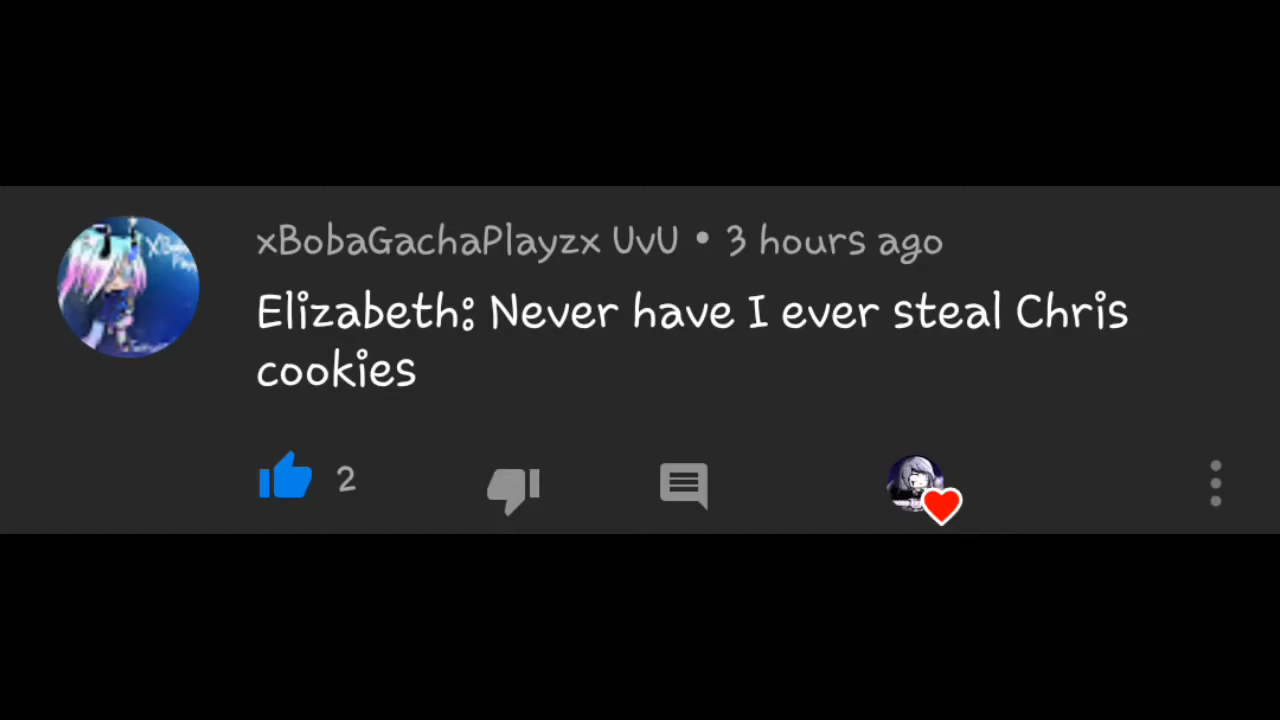 xBobaGachaPlayzx UvU • 3 hours ago
Elizabeth: Never have I ever steal Chris
cookies
2